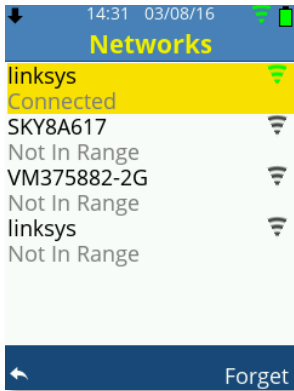 14:31 03/08/16
Networks
linksys
Connected
SKY8A617
Not In Range
VM375882-2G
Not In Range
linksys
Not In Range
Forget